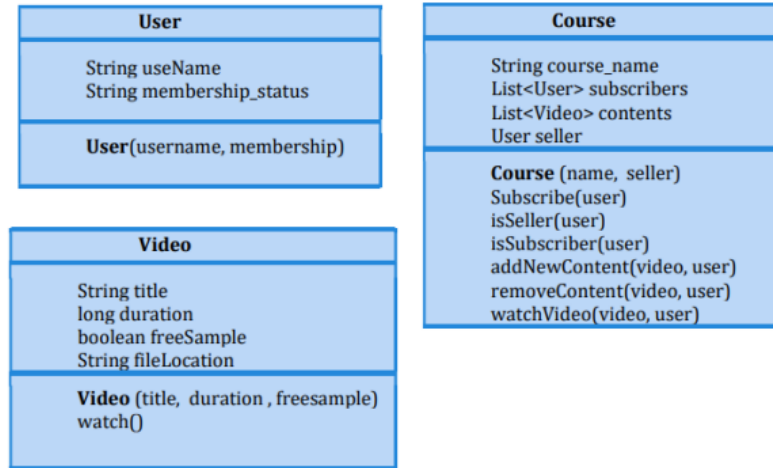 User
String useName
String membership_status
User(username, membership)
Video
String title
long duration
boolean freeSample
String fileLocation
Video (title, duration , freesample)
watch()
Course
String course_name
List<User> subscribers
List<Video> contents
User seller
Course (name, seller)
Subscribe(user)
isSeller(user)
isSubscriber(user)
addNewContent(video, user)
removeContent(video, user)
watchVideo(video, user)